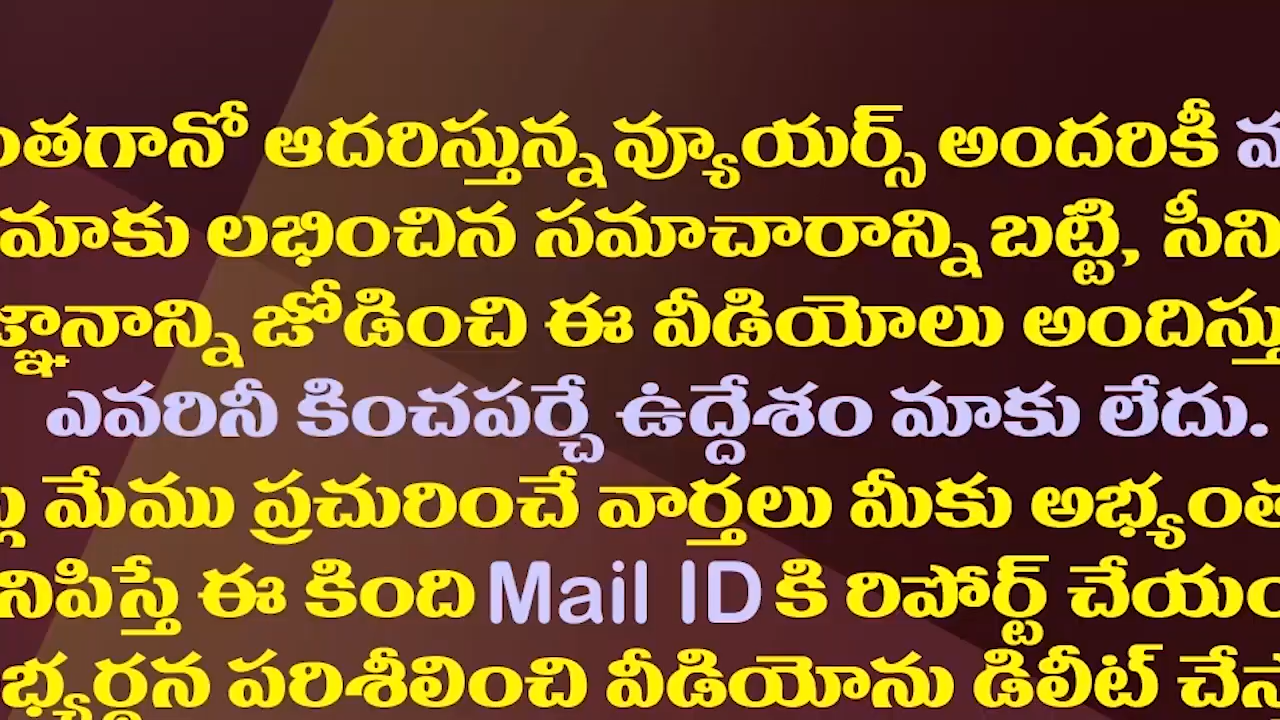 ఆదరిస్తున్న వ్యూయర్స్ అందరికీ
మాకు లభించిన సమాచారాన్ని బట్టి,
జోడించి ఈ వీడియోలు
ఎవరినీ కించపర్చే ఉద్దేశం మాకు లేదు.
మేము ప్రచురించే వార్తలు మీకు
ఈ కింది Mail ID కి రిపోర్ట్
పరిశీలించి వీడియోను డిలీట్